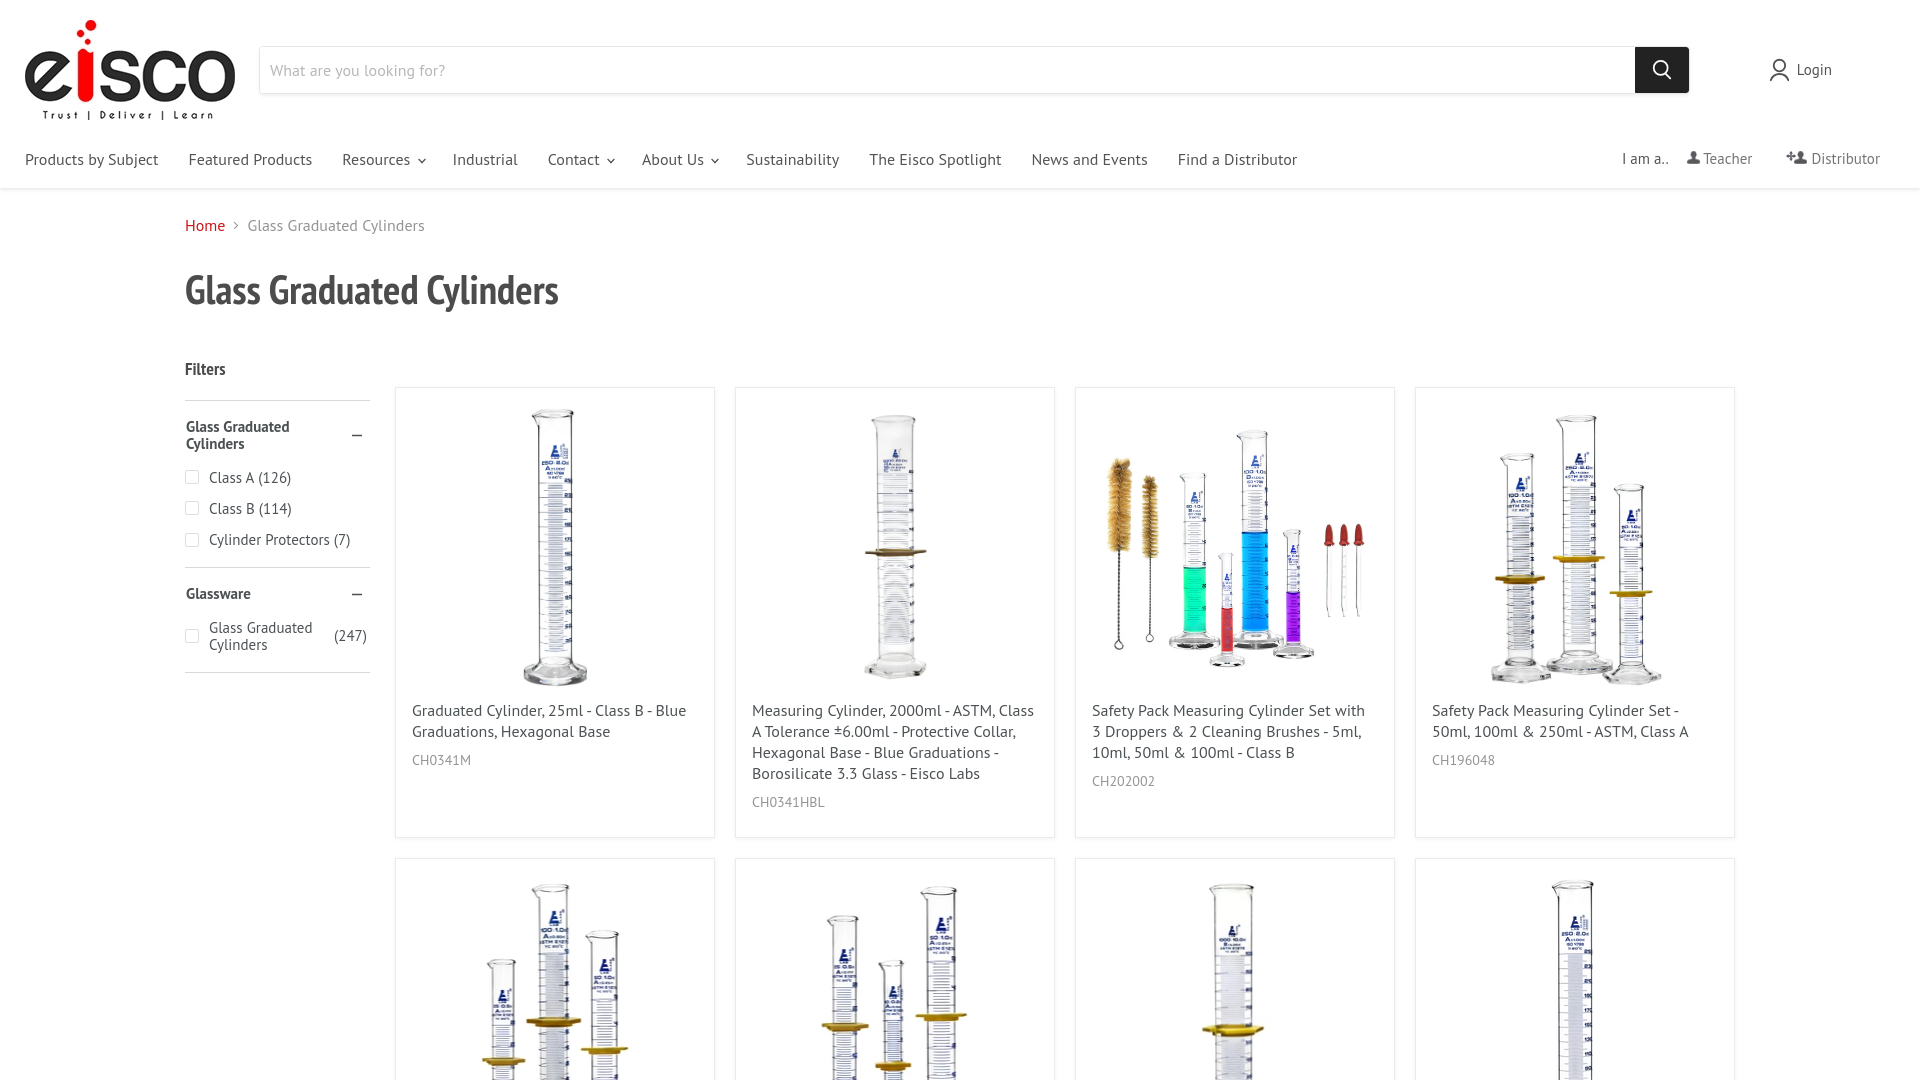 eisco
Trust | Deliver | Learn
What are you looking for?
Login
Products by Subject
Featured Products
Resources
Industrial
Contact
About Us
Sustainability
The Eisco Spotlight
News and Events
Find a Distributor
I am a..
Teacher
Distributor
Home
Glass Graduated Cylinders
Glass Graduated Cylinders
Filters
Glass Graduated
Cylinders
Class A (126)
Class B (114)
Cylinder Protectors (7)
Glassware
Glass Graduated
Cylinders
(247)
Graduated Cylinder, 25ml - Class B - Blue
Graduations, Hexagonal Base
CH0341M
Measuring Cylinder, 2000ml - ASTM, Class
A Tolerance ±6.00ml - Protective Collar,
Hexagonal Base - Blue Graduations -
Borosilicate 3.3 Glass - Eisco Labs
CH0341HBL
Safety Pack Measuring Cylinder Set with
3 Droppers & 2 Cleaning Brushes - 5ml,
10ml, 50ml & 100ml - Class B
CH202002
Safety Pack Measuring Cylinder Set -
50ml, 100ml & 250ml - ASTM, Class A
CH196048